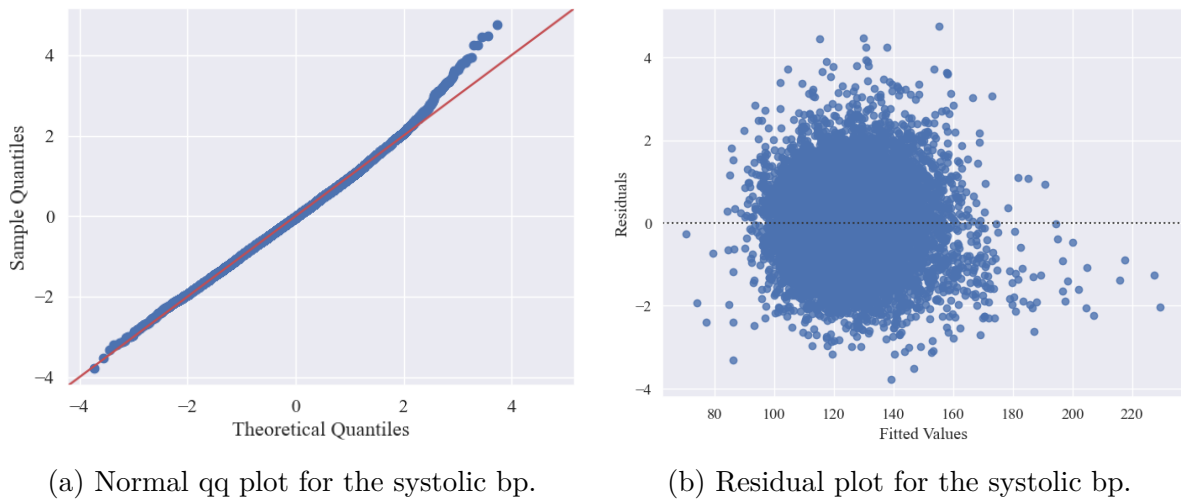 4
2
0
−2
−4
Sample Quantiles
−4 −2 0 2 4
Theoretical Quantiles
(a) Normal qq plot for the systolic bp.
4
2
0
−2
−4
Residuals
80 100 120 140 160 180 200 220
Fitted Values
(b) Residual plot for the systolic bp.